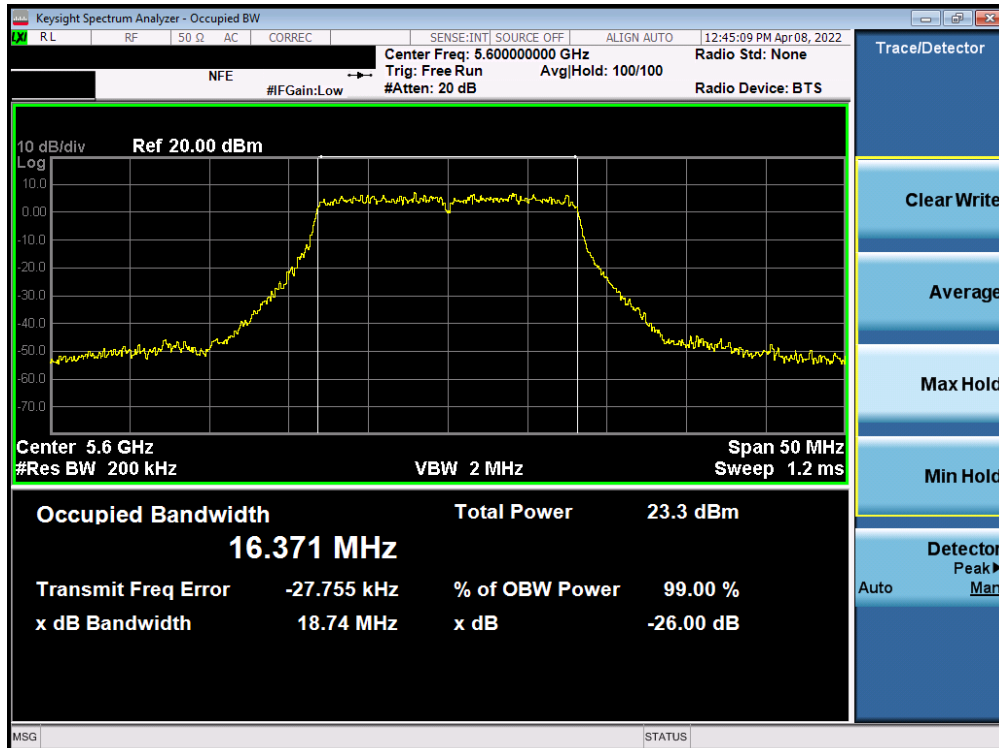 Keysight Spectrum Analyzer - Occupied BW
LXI RL RF 50 Ω AC CORREC SENSE:INT SOURCE OFF ALIGN AUTO 12:45:09 PM Apr 08, 2022
Center Freq: 5.600000000 GHz Radio Std: None
NFE Trig: Free Run Avg|Hold: 100/100
#IFGain:Low #Atten: 20 dB Radio Device: BTS
Trace/Detector
10 dB/div Ref 20.00 dBm
Log
10.0
0.00
-10.0
-20.0
-30.0
-40.0
-50.0
-60.0
-70.0
Center 5.6 GHz Span 50 MHz
#Res BW 200 kHz VBW 2 MHz Sweep 1.2 ms
Occupied Bandwidth Total Power 23.3 dBm
16.371 MHz
Transmit Freq Error -27.755 kHz % of OBW Power 99.00 %
x dB Bandwidth 18.74 MHz x dB -26.00 dB
Clear Write
Average
Max Hold
Min Hold
Detector
Peak▶
Auto Man
MSG STATUS